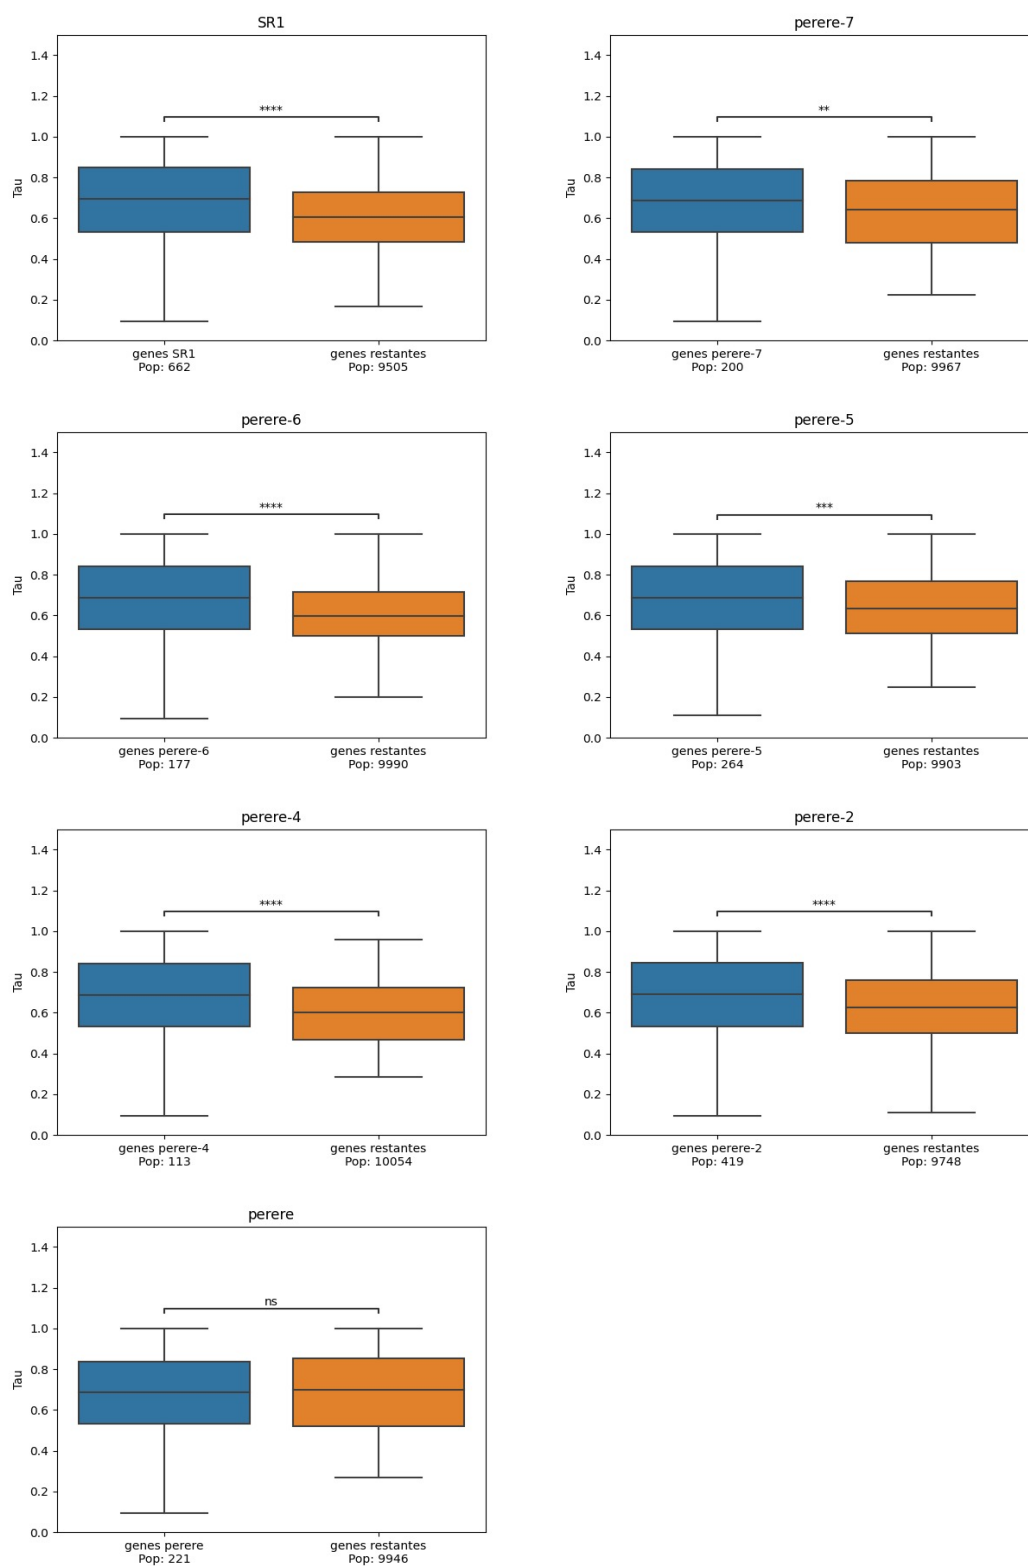 SR1
1.4
1.2
1.0
0.8
0.6
0.4
0.2
0.0
Tau
****
genes SR1
Pop: 662
genes restantes
Pop: 9505
perere-7
1.4
1.2
1.0
0.8
0.6
0.4
0.2
0.0
Tau
**
genes perere-7
Pop: 200
genes restantes
Pop: 9967
perere-6
1.4
1.2
1.0
0.8
0.6
0.4
0.2
0.0
Tau
****
genes perere-6
Pop: 177
genes restantes
Pop: 9990
perere-5
1.4
1.2
1.0
0.8
0.6
0.4
0.2
0.0
Tau
***
genes perere-5
Pop: 264
genes restantes
Pop: 9903
perere-4
1.4
1.2
1.0
0.8
0.6
0.4
0.2
0.0
Tau
****
genes perere-4
Pop: 113
genes restantes
Pop: 10054
perere-2
1.4
1.2
1.0
0.8
0.6
0.4
0.2
0.0
Tau
****
genes perere-2
Pop: 419
genes restantes
Pop: 9748
perere
1.4
1.2
1.0
0.8
0.6
0.4
0.2
0.0
Tau
ns
genes perere
Pop: 221
genes restantes
Pop: 9946